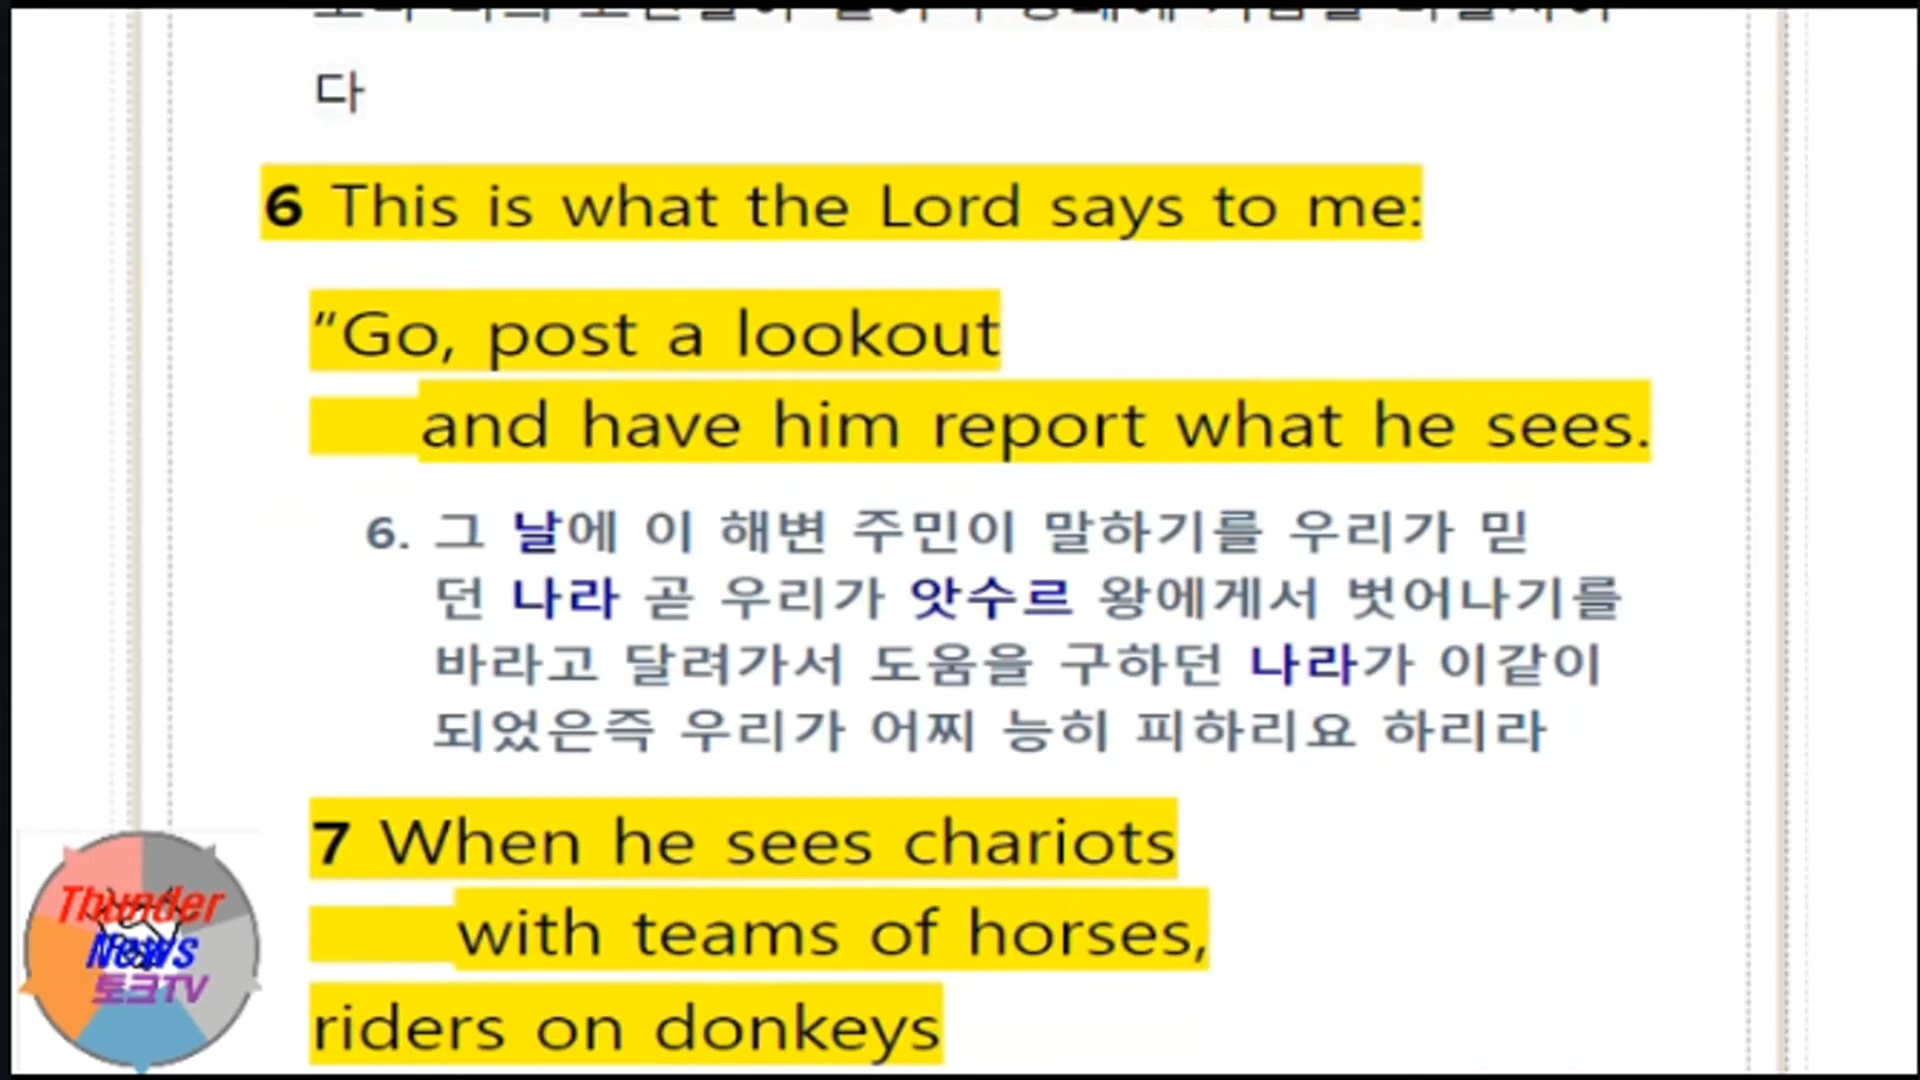 다
6 This is what the Lord says to me:
“Go, post a lookout
and have him report what he sees.
6. 그 날에 이 해변 주민이 말하기를 우리가 믿
던 나라 곧 우리가 앗수르 왕에게서 벗어나기를
바라고 달려가서 도움을 구하던 나라가 이같이
되었은즉 우리가 어찌 능히 피하리요 하리라
7 When he sees chariots
with teams of horses,
riders on donkeys
Thunder
News
토크TV